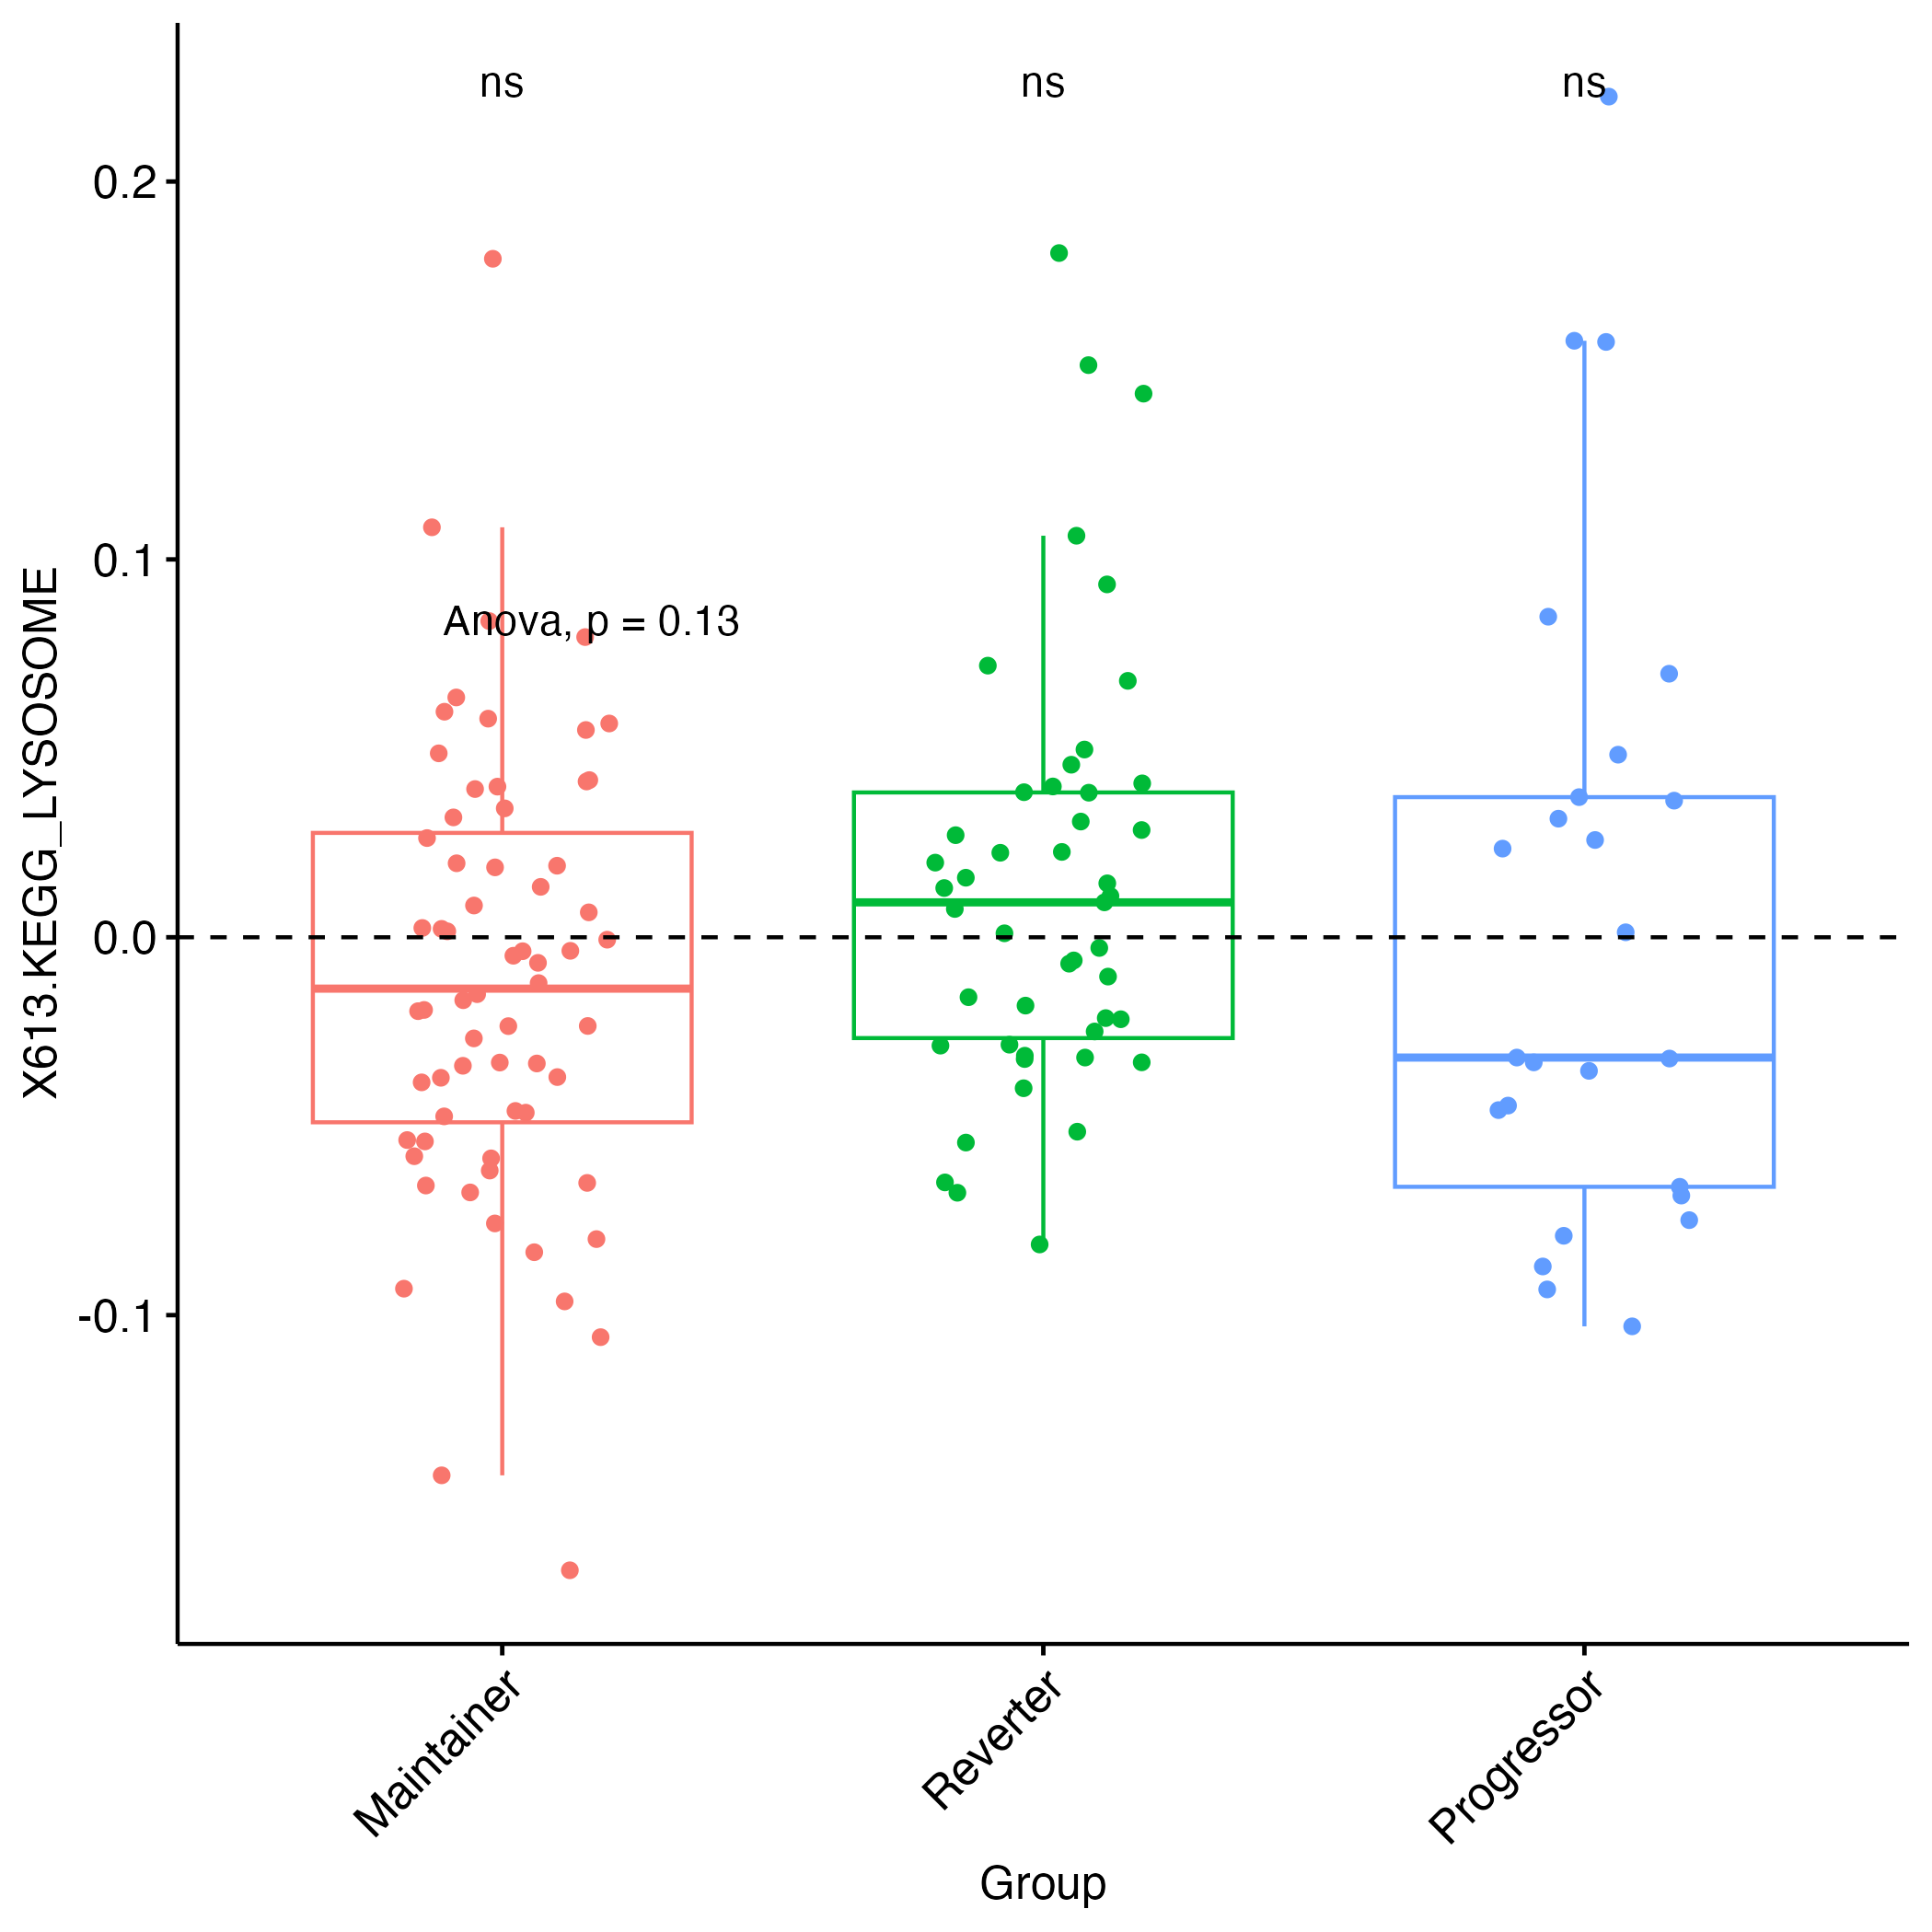 ns
ns
ns
0.2
0.1
Anova, p = 0.13
0.0
-0.1
X613.KEGG_LYSOSOME
Maintainer
Reverter
Progressor
Group